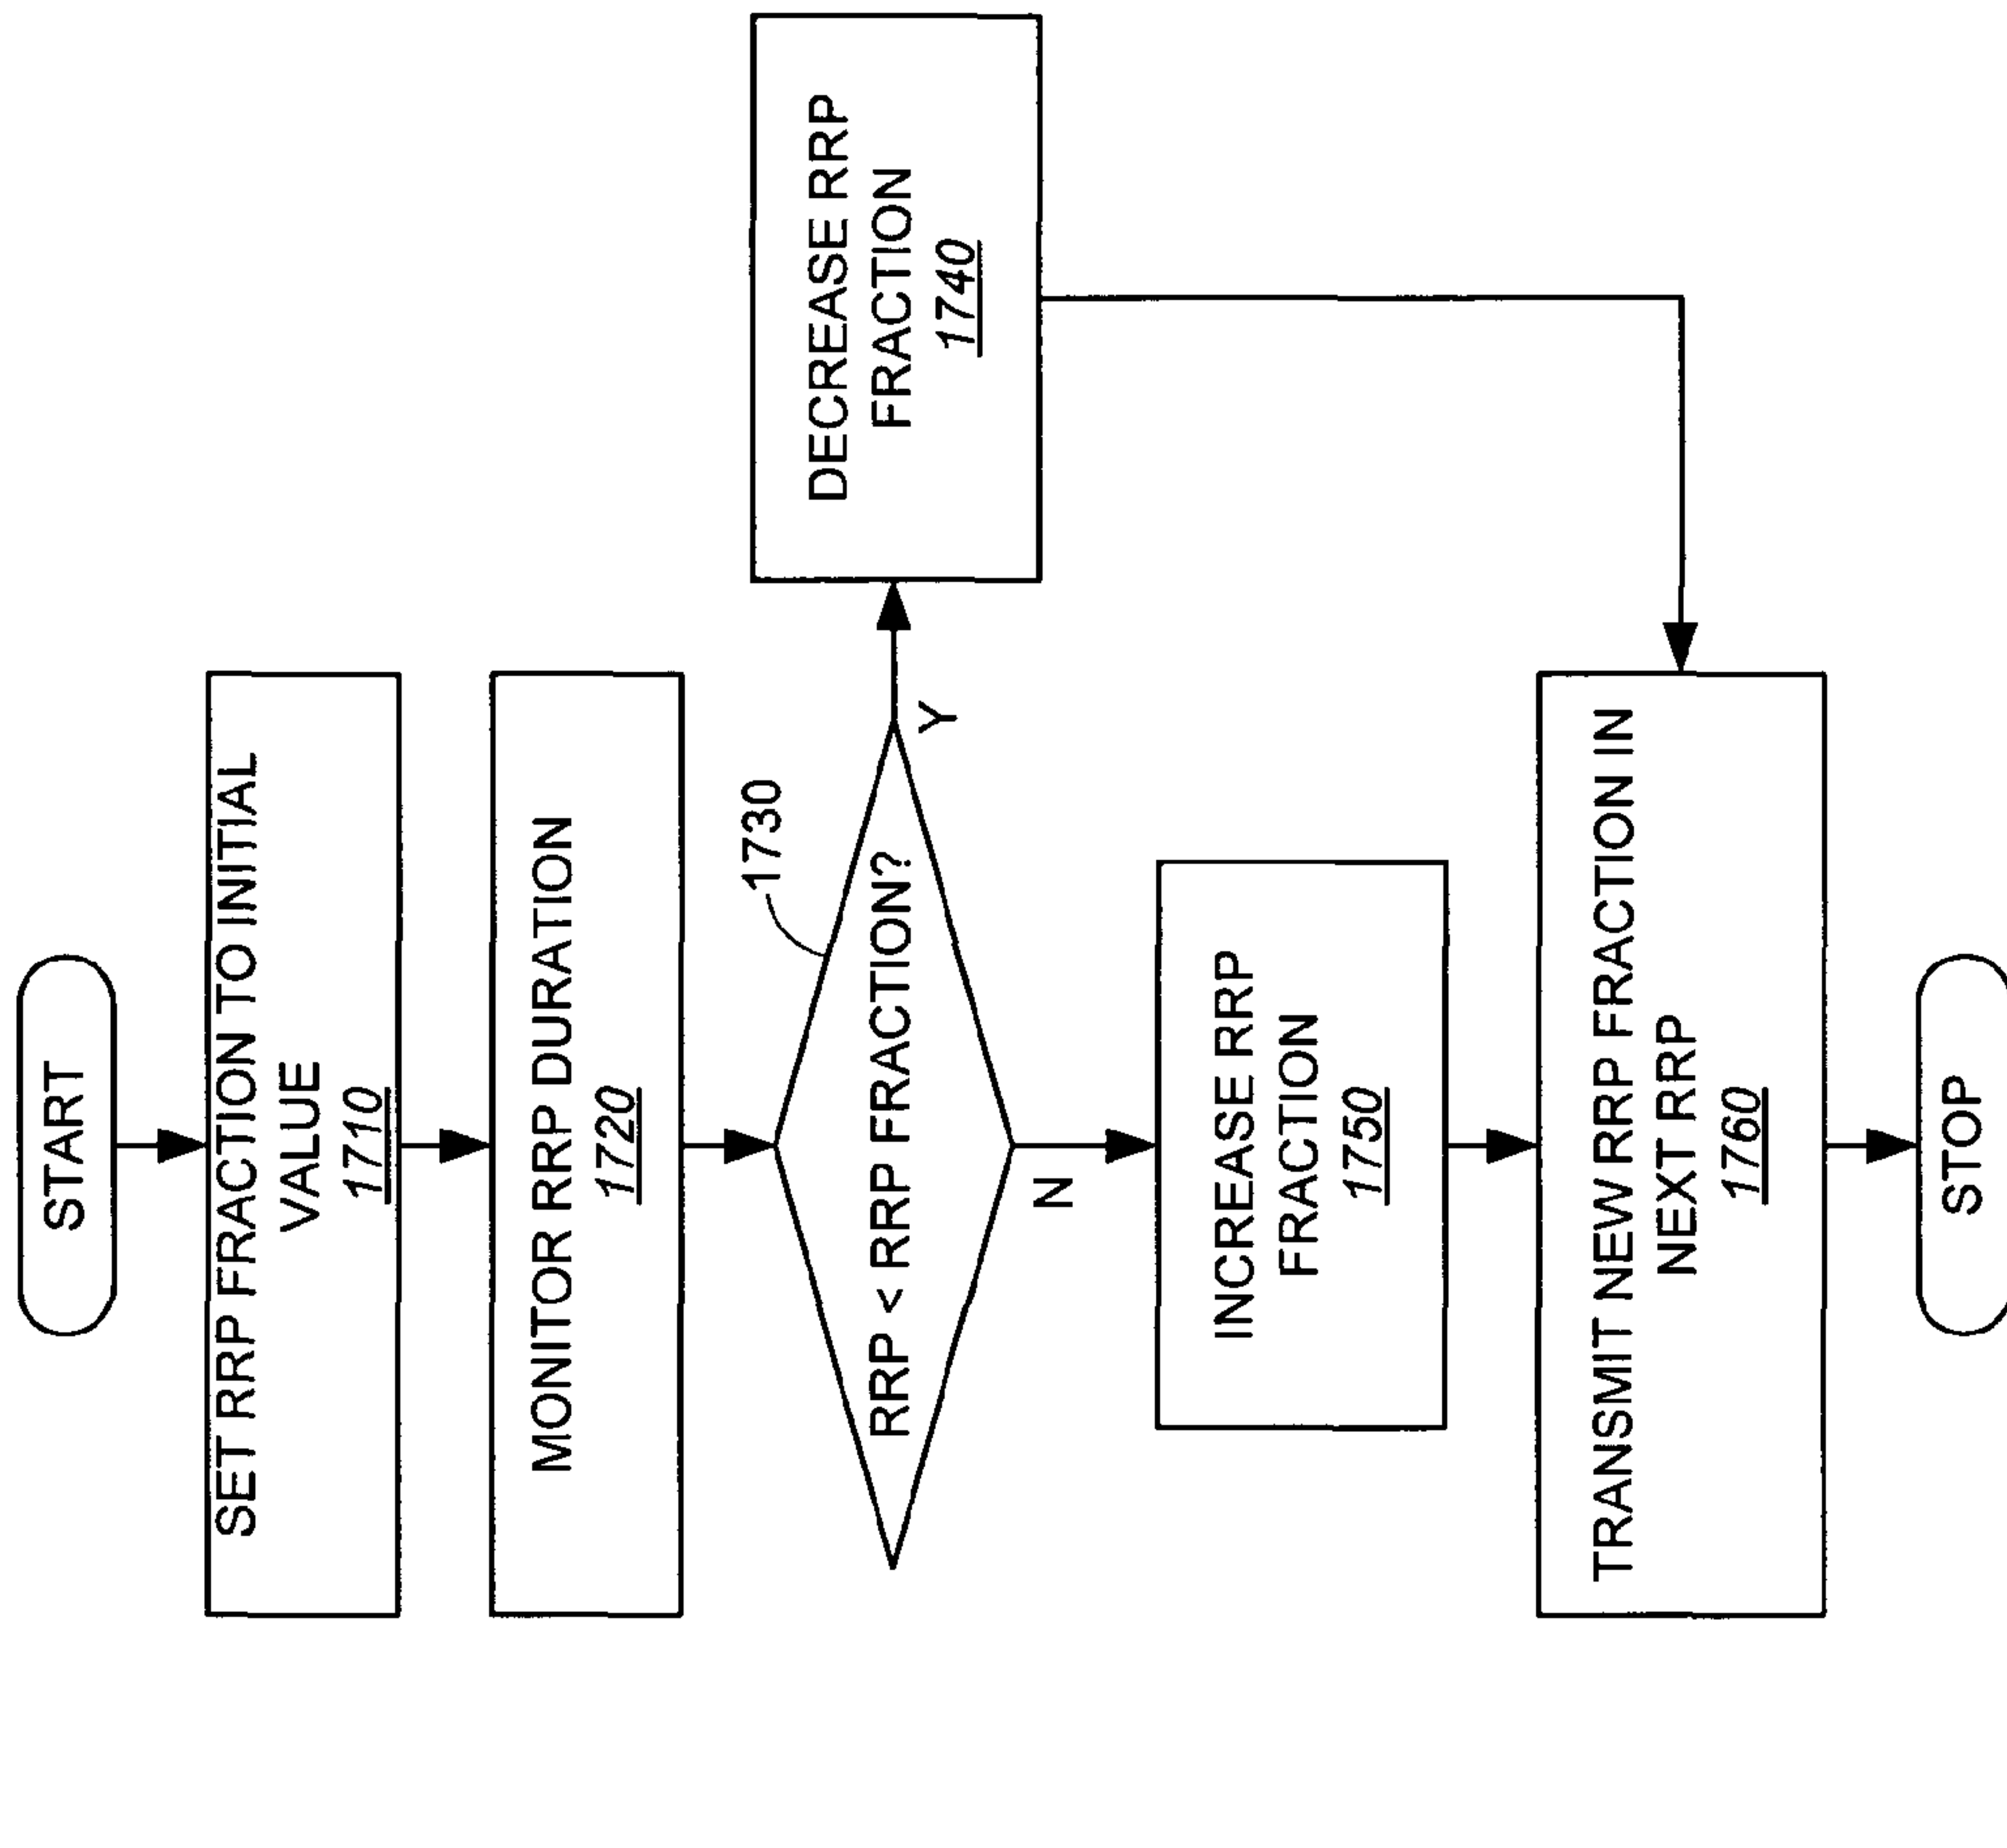 START
SET RRP FRACTION TO INITIAL
VALUE
1710
MONITOR RRP DURATION
1720
1730
RRP < RRP FRACTION?
Y
N
DECREASE RRP
FRACTION
1740
INCREASE RRP
FRACTION
1750
TRANSMIT NEW RRP FRACTION IN
NEXT RRP
1760
STOP